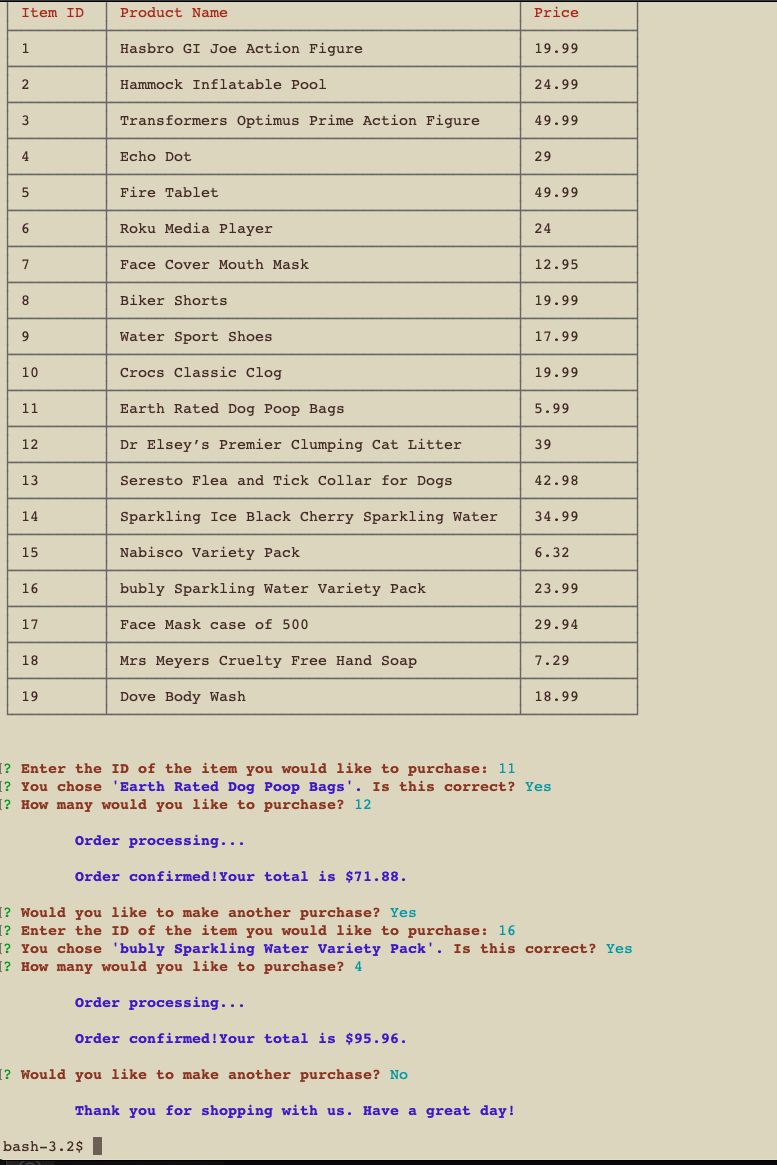 Item ID Product Name Price
1 Hasbro GI Joe Action Figure 19.99
2 Hammock Inflatable Pool 24.99
3 Transformers Optimus Prime Action Figure 49.99
4 Echo Dot 29
5 Fire Tablet 49.99
6 Roku Media Player 24
7 Face Cover Mouth Mask 12.95
8 Biker Shorts 19.99
9 Water Sport Shoes 17.99
10 Crocs Classic Clog 19.99
11 Earth Rated Dog Poop Bags 5.99
12 Dr Elsey’s Premier Clumping Cat Litter 39
13 Seresto Flea and Tick Collar for Dogs 42.98
14 Sparkling Ice Black Cherry Sparkling Water 34.99
15 Nabisco Variety Pack 6.32
16 bubly Sparkling Water Variety Pack 23.99
17 Face Mask case of 500 29.94
18 Mrs Meyers Cruelty Free Hand Soap 7.29
19 Dove Body Wash 18.99
[? Enter the ID of the item you would like to purchase: 11
[? You chose 'Earth Rated Dog Poop Bags'. Is this correct? Yes
[? How many would you like to purchase? 12
Order processing...
Order confirmed!Your total is $71.88.
[? Would you like to make another purchase? Yes
[? Enter the ID of the item you would like to purchase: 16
[? You chose 'bubly Sparkling Water Variety Pack'. Is this correct? Yes
[? How many would you like to purchase? 4
Order processing...
Order confirmed!Your total is $95.96.
[? Would you like to make another purchase? No
Thank you for shopping with us. Have a great day!
bash-3.2$